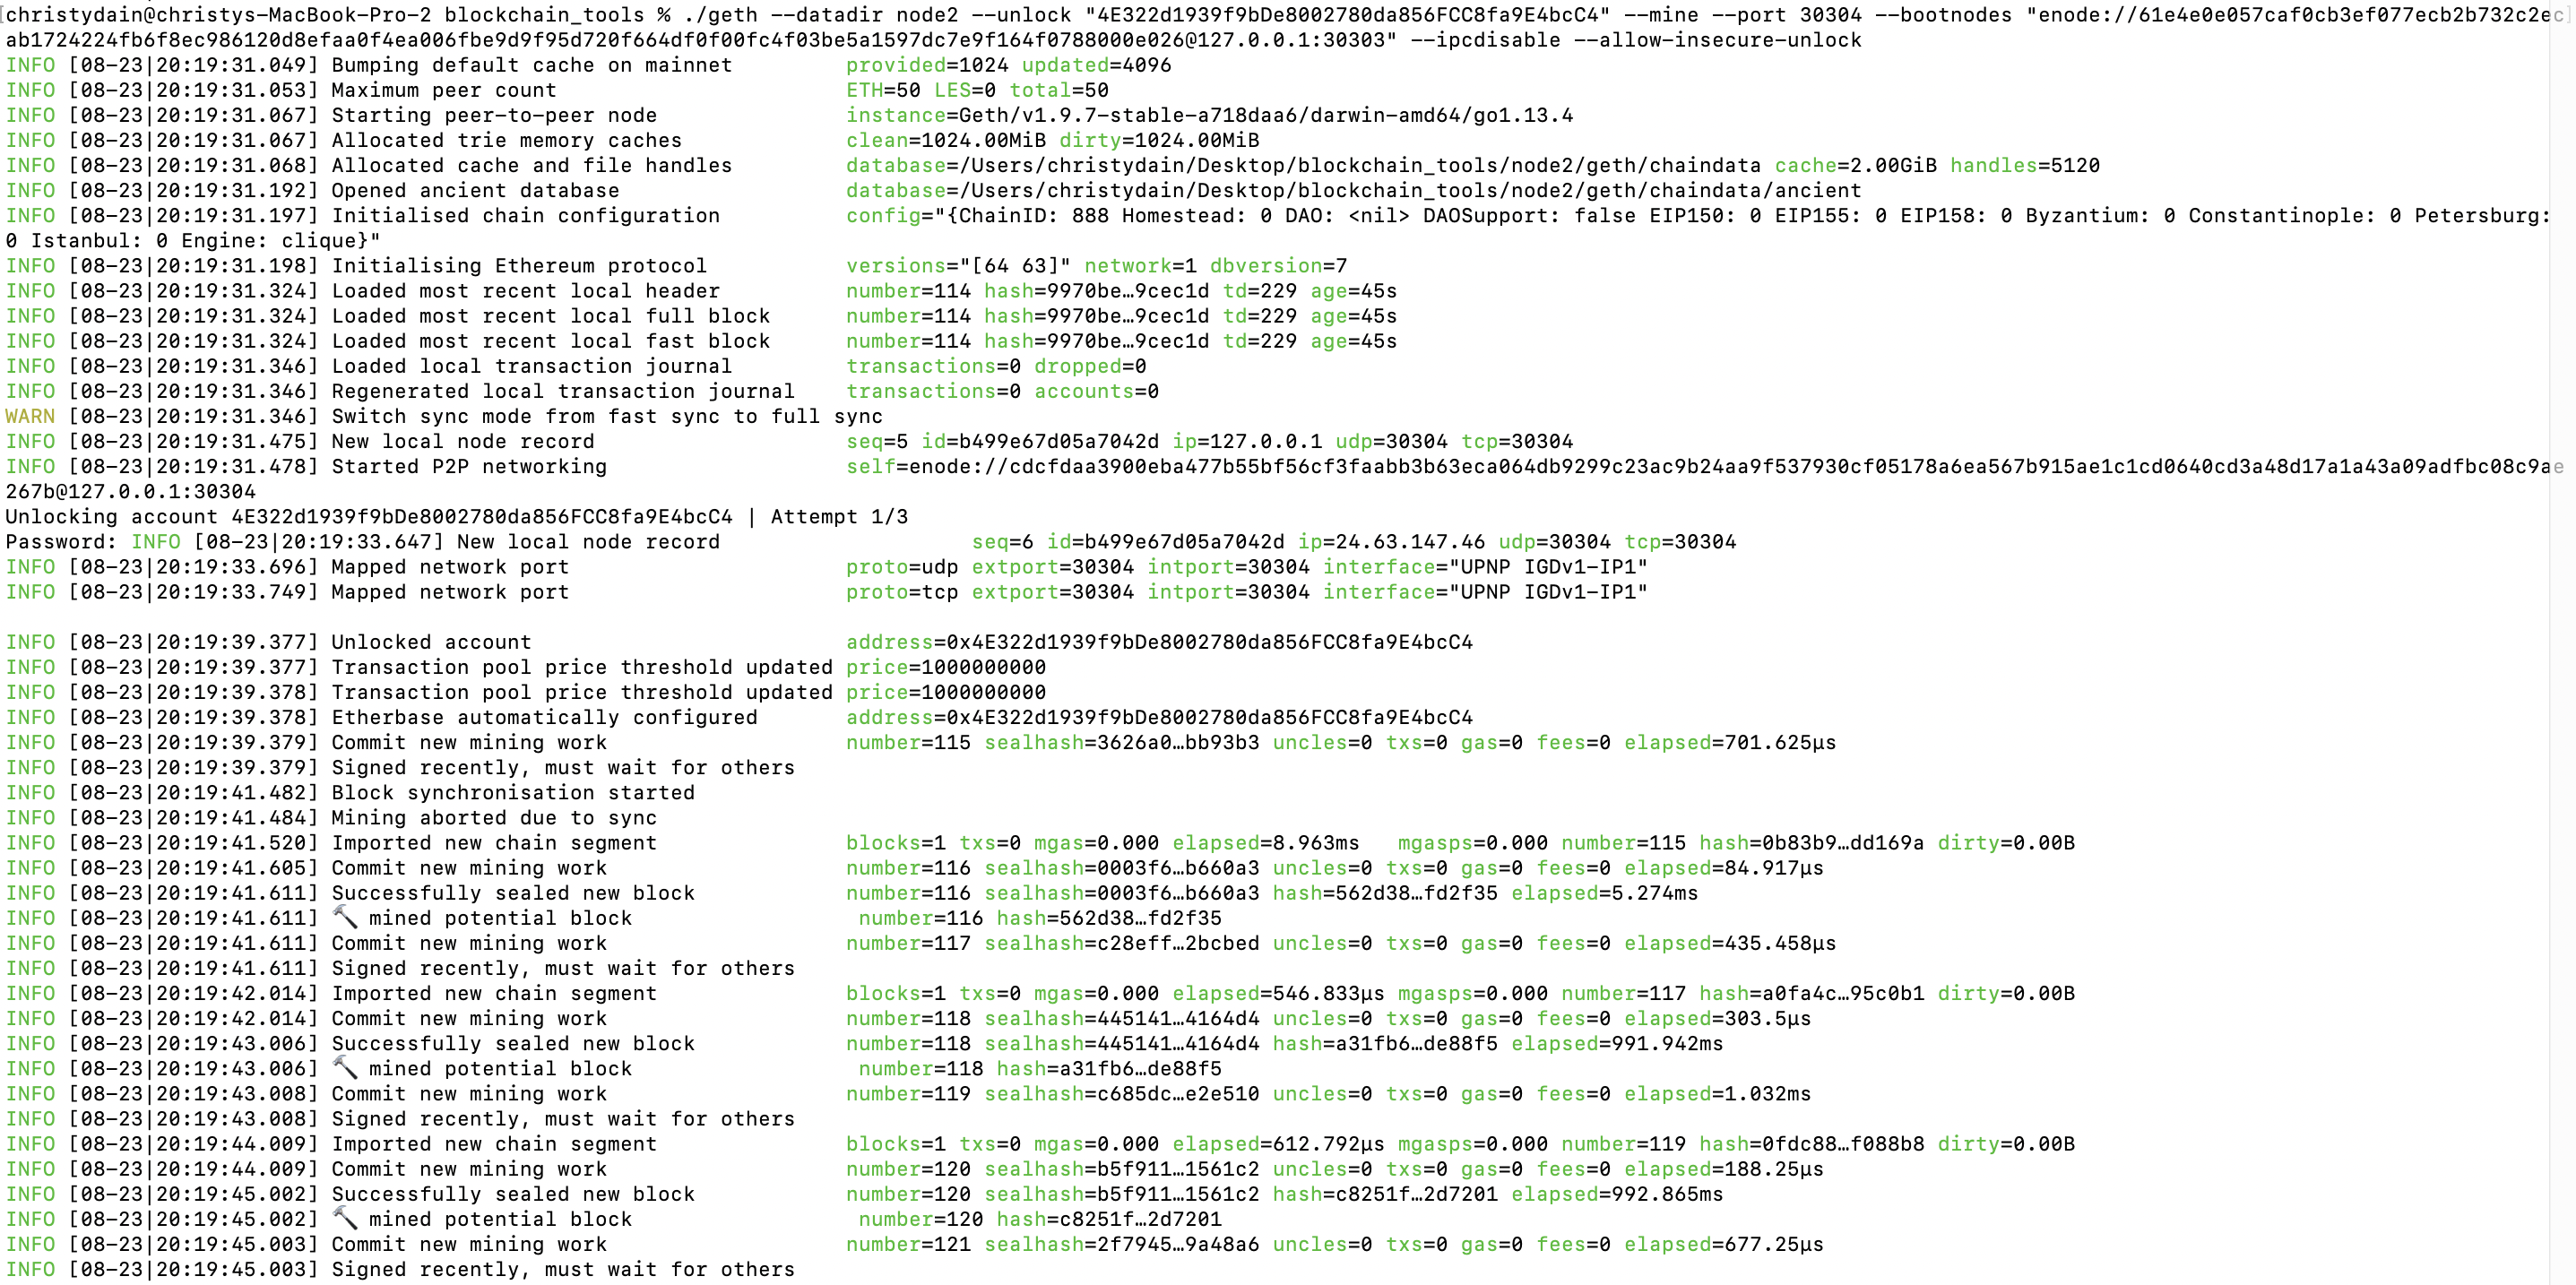 christydain@christys-MacBook-Pro-2 blockchain_tools % ./geth --datadir node2 --unlock "4E322d1939f9bDe8002780da856FCC8fa9E4bcC4" --mine --port 30304 --bootnodes "enode://61e4e0e057caf0cb3ef077ecb2b732c2ec
ab1724224fb6f8ec986120d8efaa0f4ea006fbe9d9f95d720f664df0f00fc4f03be5a1597dc7e9f164f0788000e026@127.0.0.1:30303" --ipcdisable --allow-insecure-unlock
INFO [08-23|20:19:31.049] Bumping default cache on mainnet provided=1024 updated=4096
INFO [08-23|20:19:31.053] Maximum peer count ETH=50 LES=0 total=50
INFO [08-23|20:19:31.067] Starting peer-to-peer node instance=Geth/v1.9.7-stable-a718daa6/darwin-amd64/go1.13.4
INFO [08-23|20:19:31.067] Allocated trie memory caches clean=1024.00MiB dirty=1024.00MiB
INFO [08-23|20:19:31.068] Allocated cache and file handles database=/Users/christydain/Desktop/blockchain_tools/node2/geth/chaindata cache=2.00GiB handles=5120
INFO [08-23|20:19:31.192] Opened ancient database database=/Users/christydain/Desktop/blockchain_tools/node2/geth/chaindata/ancient
INFO [08-23|20:19:31.197] Initialised chain configuration config="{ChainID: 888 Homestead: 0 DAO: <nil> DAOSupport: false EIP150: 0 EIP155: 0 EIP158: 0 Byzantium: 0 Constantinople: 0 Petersburg:
0 Istanbul: 0 Engine: clique}"
INFO [08-23|20:19:31.198] Initialising Ethereum protocol versions="[64 63]" network=1 dbversion=7
INFO [08-23|20:19:31.324] Loaded most recent local header number=114 hash=9970be…9cec1d td=229 age=45s
INFO [08-23|20:19:31.324] Loaded most recent local full block number=114 hash=9970be…9cec1d td=229 age=45s
INFO [08-23|20:19:31.324] Loaded most recent local fast block number=114 hash=9970be…9cec1d td=229 age=45s
INFO [08-23|20:19:31.346] Loaded local transaction journal transactions=0 dropped=0
INFO [08-23|20:19:31.346] Regenerated local transaction journal transactions=0 accounts=0
WARN [08-23|20:19:31.346] Switch sync mode from fast sync to full sync
INFO [08-23|20:19:31.475] New local node record seq=5 id=b499e67d05a7042d ip=127.0.0.1 udp=30304 tcp=30304
INFO [08-23|20:19:31.478] Started P2P networking self=enode://cdcfdaa3900eba477b55bf56cf3faabb3b63eca064db9299c23ac9b24aa9f537930cf05178a6ea567b915ae1c1cd0640cd3a48d17a1a43a09adfbc08c9ae
267b@127.0.0.1:30304
Unlocking account 4E322d1939f9bDe8002780da856FCC8fa9E4bcC4 | Attempt 1/3
Password: INFO [08-23|20:19:33.647] New local node record seq=6 id=b499e67d05a7042d ip=24.63.147.46 udp=30304 tcp=30304
INFO [08-23|20:19:33.696] Mapped network port proto=udp extport=30304 intport=30304 interface="UPNP IGDv1-IP1"
INFO [08-23|20:19:33.749] Mapped network port proto=tcp extport=30304 intport=30304 interface="UPNP IGDv1-IP1"
INFO [08-23|20:19:39.377] Unlocked account address=0x4E322d1939f9bDe8002780da856FCC8fa9E4bcC4
INFO [08-23|20:19:39.377] Transaction pool price threshold updated price=1000000000
INFO [08-23|20:19:39.378] Transaction pool price threshold updated price=1000000000
INFO [08-23|20:19:39.378] Etherbase automatically configured address=0x4E322d1939f9bDe8002780da856FCC8fa9E4bcC4
INFO [08-23|20:19:39.379] Commit new mining work number=115 sealhash=3626a0…bb93b3 uncles=0 txs=0 gas=0 fees=0 elapsed=701.625µs
INFO [08-23|20:19:39.379] Signed recently, must wait for others
INFO [08-23|20:19:41.482] Block synchronisation started
INFO [08-23|20:19:41.484] Mining aborted due to sync
INFO [08-23|20:19:41.520] Imported new chain segment blocks=1 txs=0 mgas=0.000 elapsed=8.963ms mgasps=0.000 number=115 hash=0b83b9…dd169a dirty=0.00B
INFO [08-23|20:19:41.605] Commit new mining work number=116 sealhash=0003f6…b660a3 uncles=0 txs=0 gas=0 fees=0 elapsed=84.917µs
INFO [08-23|20:19:41.611] Successfully sealed new block number=116 sealhash=0003f6…b660a3 hash=562d38…fd2f35 elapsed=5.274ms
INFO [08-23|20:19:41.611] 🔨 mined potential block number=116 hash=562d38…fd2f35
INFO [08-23|20:19:41.611] Commit new mining work number=117 sealhash=c28eff…2bcbed uncles=0 txs=0 gas=0 fees=0 elapsed=435.458µs
INFO [08-23|20:19:41.611] Signed recently, must wait for others
INFO [08-23|20:19:42.014] Imported new chain segment blocks=1 txs=0 mgas=0.000 elapsed=546.833µs mgasps=0.000 number=117 hash=a0fa4c…95c0b1 dirty=0.00B
INFO [08-23|20:19:42.014] Commit new mining work number=118 sealhash=445141…4164d4 uncles=0 txs=0 gas=0 fees=0 elapsed=303.5µs
INFO [08-23|20:19:43.006] Successfully sealed new block number=118 sealhash=445141…4164d4 hash=a31fb6…de88f5 elapsed=991.942ms
INFO [08-23|20:19:43.006] 🔨 mined potential block number=118 hash=a31fb6…de88f5
INFO [08-23|20:19:43.008] Commit new mining work number=119 sealhash=c685dc…e2e510 uncles=0 txs=0 gas=0 fees=0 elapsed=1.032ms
INFO [08-23|20:19:43.008] Signed recently, must wait for others
INFO [08-23|20:19:44.009] Imported new chain segment blocks=1 txs=0 mgas=0.000 elapsed=612.792µs mgasps=0.000 number=119 hash=0fdc88…f088b8 dirty=0.00B
INFO [08-23|20:19:44.009] Commit new mining work number=120 sealhash=b5f911…1561c2 uncles=0 txs=0 gas=0 fees=0 elapsed=188.25µs
INFO [08-23|20:19:45.002] Successfully sealed new block number=120 sealhash=b5f911…1561c2 hash=c8251f…2d7201 elapsed=992.865ms
INFO [08-23|20:19:45.002] 🔨 mined potential block number=120 hash=c8251f…2d7201
INFO [08-23|20:19:45.003] Commit new mining work number=121 sealhash=2f7945…9a48a6 uncles=0 txs=0 gas=0 fees=0 elapsed=677.25µs
INFO [08-23|20:19:45.003] Signed recently, must wait for others